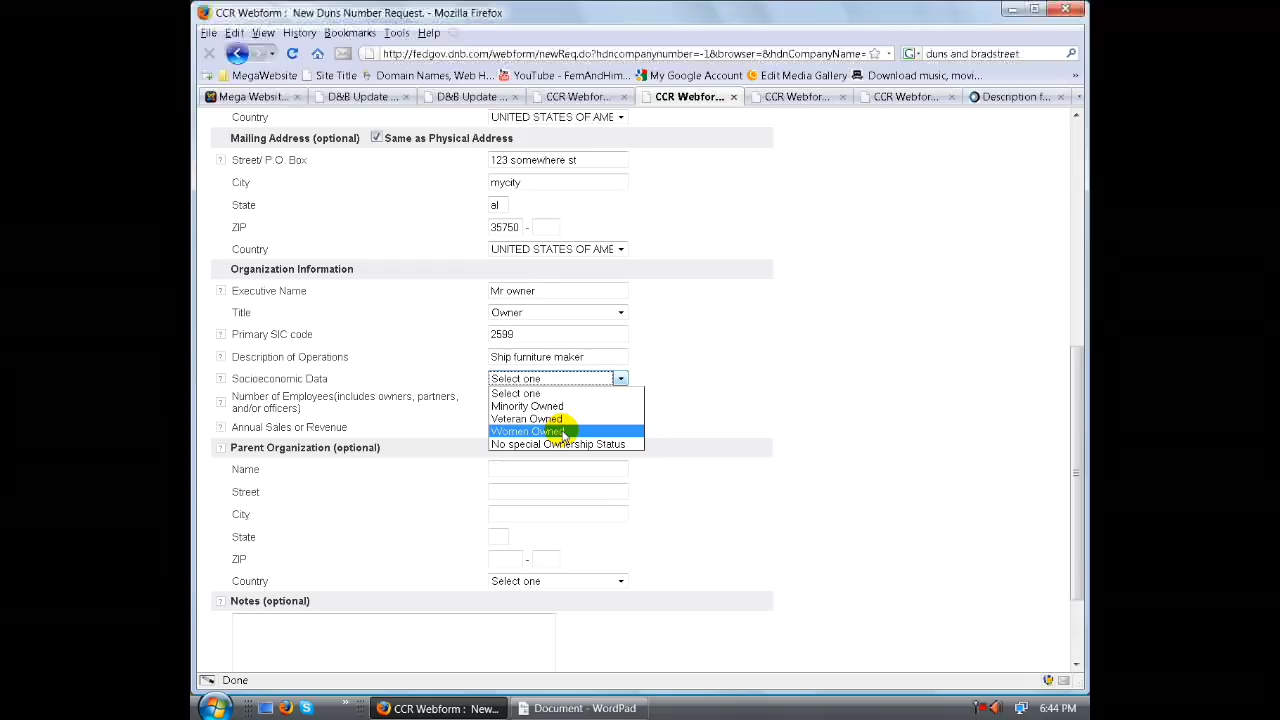 CCR Webform : New Duns Number Request. - Mozilla Firefox
File Edit View History Bookmarks Tools Help
http://fedgov.dnb.com/webform/newReq.do?hdncompanynumber=-1&browser=&hdnCompanyName= duns and bradstreet
MegaWebsite Site Title Domain Names, Web H... YouTube - FernAndHim... My Google Account Edit Media Gallery Download music, movi... »
Mega Websit... D&B Update ... D&B Update ... CCR Webfor... CCR Webfor... CCR Webfor... CCR Webfor... Description f...
Country UNITED STATES OF AME
Mailing Address (optional) Same as Physical Address
? Street/ P.O. Box 123 somewhere st
City mycity
State al
ZIP 35750 -
Country UNITED STATES OF AME
Organization Information
? Executive Name Mr owner
Title Owner
? Primary SIC code 2599
? Description of Operations Ship furniture maker
? Socioeconomic Data Select one
Select one
? Number of Employees(includes owners, partners, and/or officers)
Minority Owned
Veteran Owned
Women Owned
No special Ownership Status
? Annual Sales or Revenue
? Parent Organization (optional)
Name
Street
City
State
ZIP -
Country Select one
? Notes (optional)
Done
» CCR Webform : New... Document - WordPad 6:44 PM